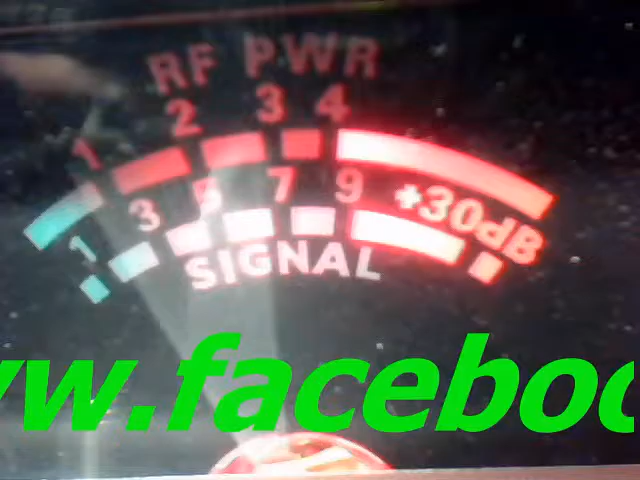 RF PWR
1 2 3 4
1 3 5 7 9 +30dB
SIGNAL
ww.faceboo